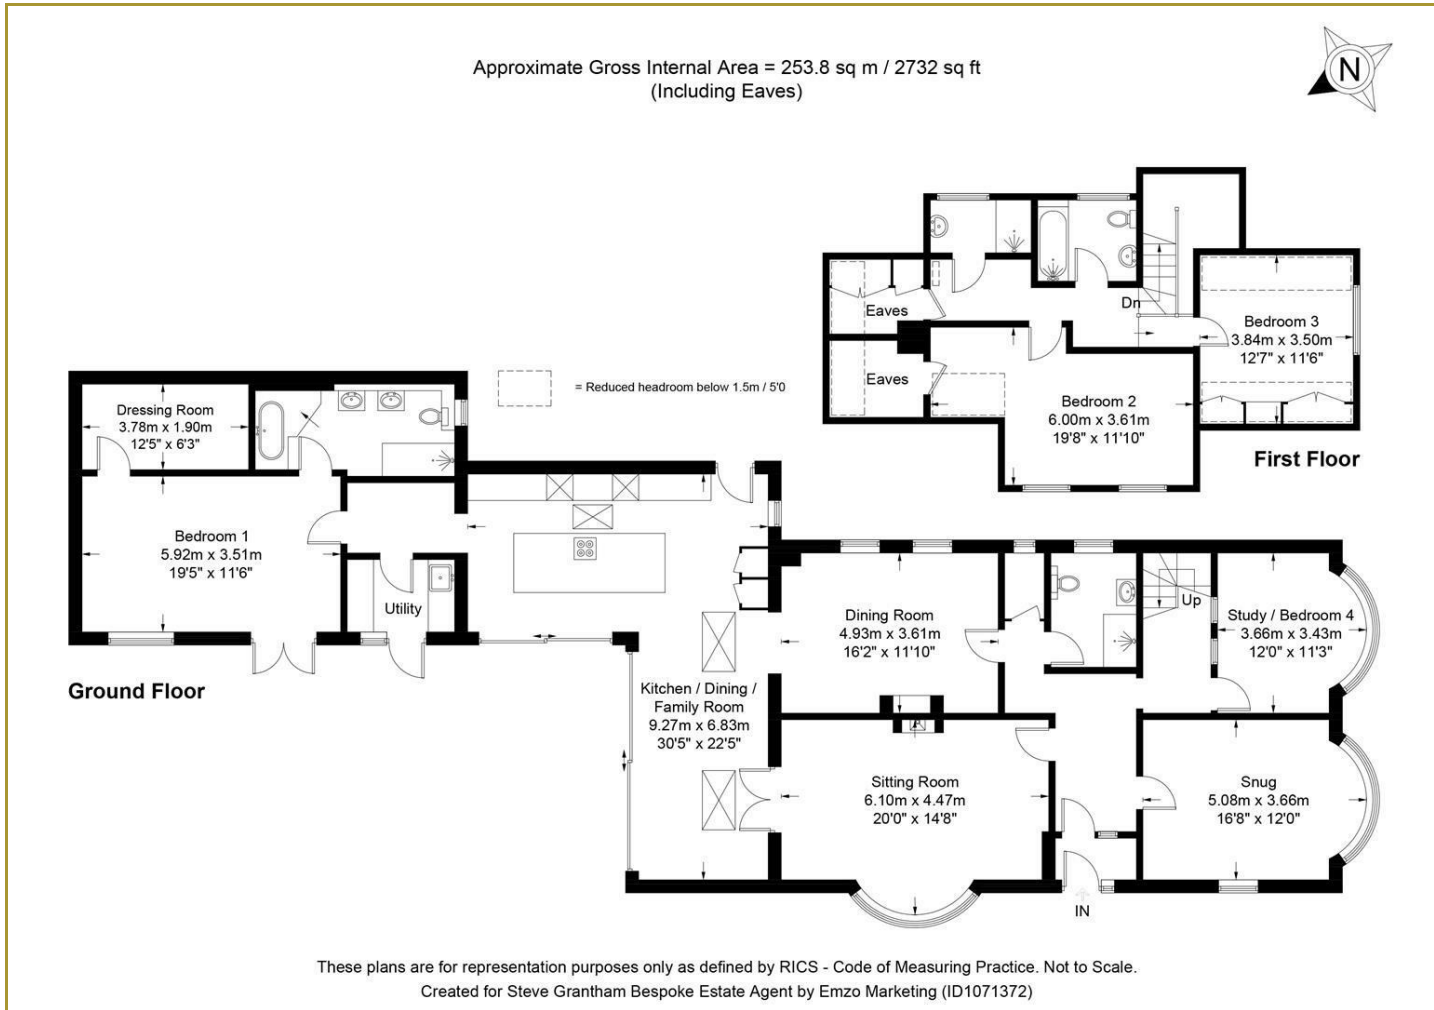 Approximate Gross Internal Area = 253.8 sq m / 2732 sq ft
(Including Eaves)
N
Eaves
Dn
Bedroom 3
3.84m x 3.50m
12'7" x 11'6"
Eaves
= Reduced headroom below 1.5m / 5'0
Bedroom 2
6.00m x 3.61m
19'8" x 11'10"
First Floor
Dressing Room
3.78m x 1.90m
12'5" x 6'3"
Bedroom 1
5.92m x 3.51m
19'5" x 11'6"
Utility
Ground Floor
Kitchen / Dining /
Family Room
9.27m x 6.83m
30'5" x 22'5"
Dining Room
4.93m x 3.61m
16'2" x 11'10"
Up
Study / Bedroom 4
3.66m x 3.43m
12'0" x 11'3"
Sitting Room
6.10m x 4.47m
20'0" x 14'8"
Snug
5.08m x 3.66m
16'8" x 12'0"
IN
These plans are for representation purposes only as defined by RICS - Code of Measuring Practice. Not to Scale.
Created for Steve Grantham Bespoke Estate Agent by Emzo Marketing (ID1071372)